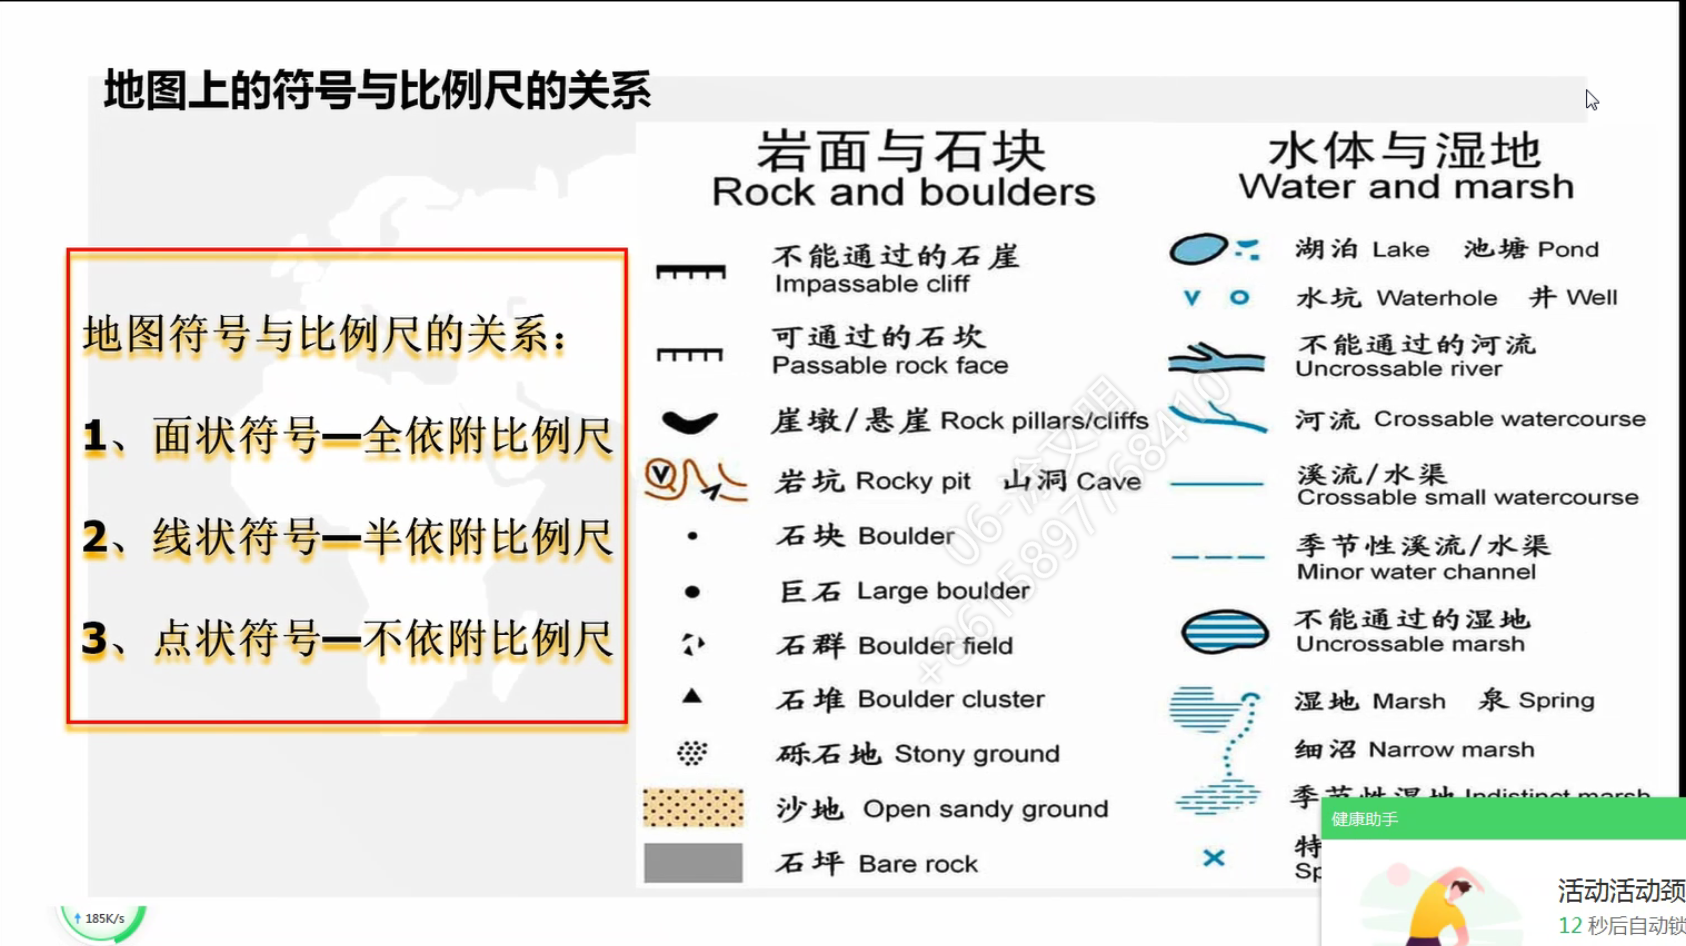 地图上的符号与比例尺的关系
地图符号与比例尺的关系：
1、面状符号—全依附比例尺
2、线状符号—半依附比例尺
3、点状符号—不依附比例尺
岩面与石块
Rock and boulders
不能通过的石崖
Impassable cliff
可通过的石坎
Passable rock face
崖墩/悬崖 Rock pillars/cliffs
岩坑 Rocky pit 山洞 Cave
石块 Boulder
巨石 Large boulder
石群 Boulder field
石堆 Boulder cluster
砾石地 Stony ground
沙地 Open sandy ground
石坪 Bare rock
水体与湿地
Water and marsh
湖泊 Lake 池塘 Pond
水坑 Waterhole 井 Well
不能通过的河流
Uncrossable river
河流 Crossable watercourse
溪流/水渠
Crossable small watercourse
季节性溪流/水渠
Minor water channel
不能通过的湿地
Uncrossable marsh
湿地 Marsh 泉 Spring
细沼 Narrow marsh
季节性湿地 Indistinct marsh
特
Sp
06-涂文明
+8615897768410
健康助手
活动活动颈
12 秒后自动锁
185K/s